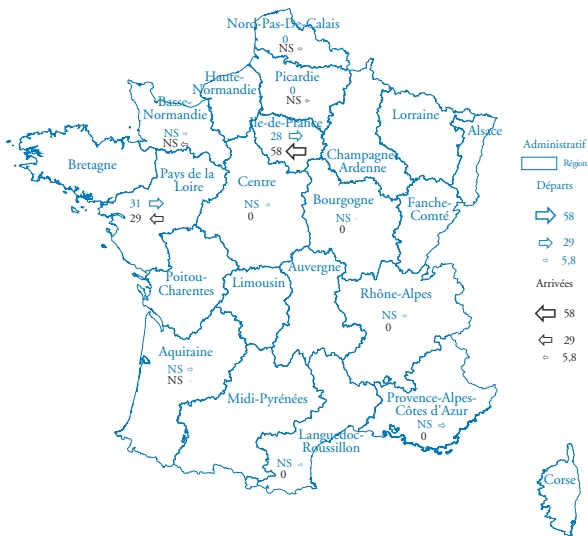 Nord-Pas-De-Calais
0
NS
Haute-
Normandie
Picardie
0
NS
Basse-
Normandie
NS
NS
Ile-de-France
28
58
Lorraine
Alsace
Champagne
Ardenne
Bretagne
Pays de la
Loire
31
29
Centre
NS
0
Bourgogne
NS
0
Fanche-
Comté
Poitou-
Charentes
Limousin
Auvergne
Rhône-Alpes
NS
0
Aquitaine
NS
NS
Midi-Pyrénées
Languedoc-
Roussillon
NS
0
Provence-Alpes-
Côtes d'Azur
NS
0
Corse
Administratif
Région
Départs
58
29
5,8
Arrivées
58
29
5,8